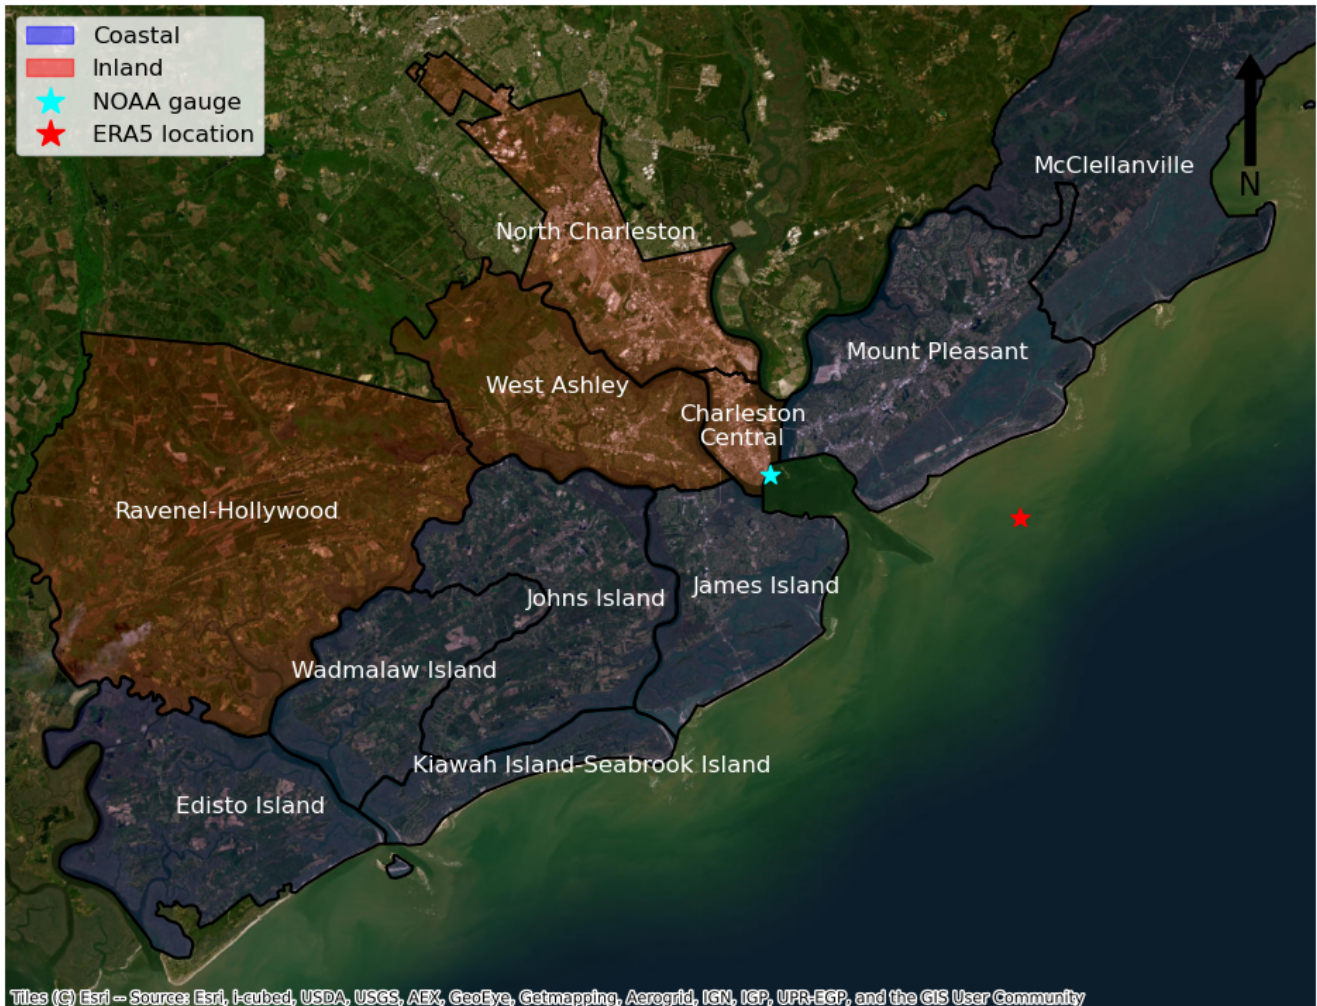 Coastal
Inland
NOAA gauge
ERA5 location
N
McClellanville
North Charleston
Mount Pleasant
West Ashley
Charleston
Central
Ravenel-Hollywood
James Island
Johns Island
Wadmalaw Island
Kiawah Island-Seabrook Island
Edisto Island
Tiles (C) Esri -- Source: Esri, i-cubed, USDA, USGS, AEX, GeoEye, Getmapping, Aerogrid, IGN, IGP, UPR-EGP, and the GIS User Community